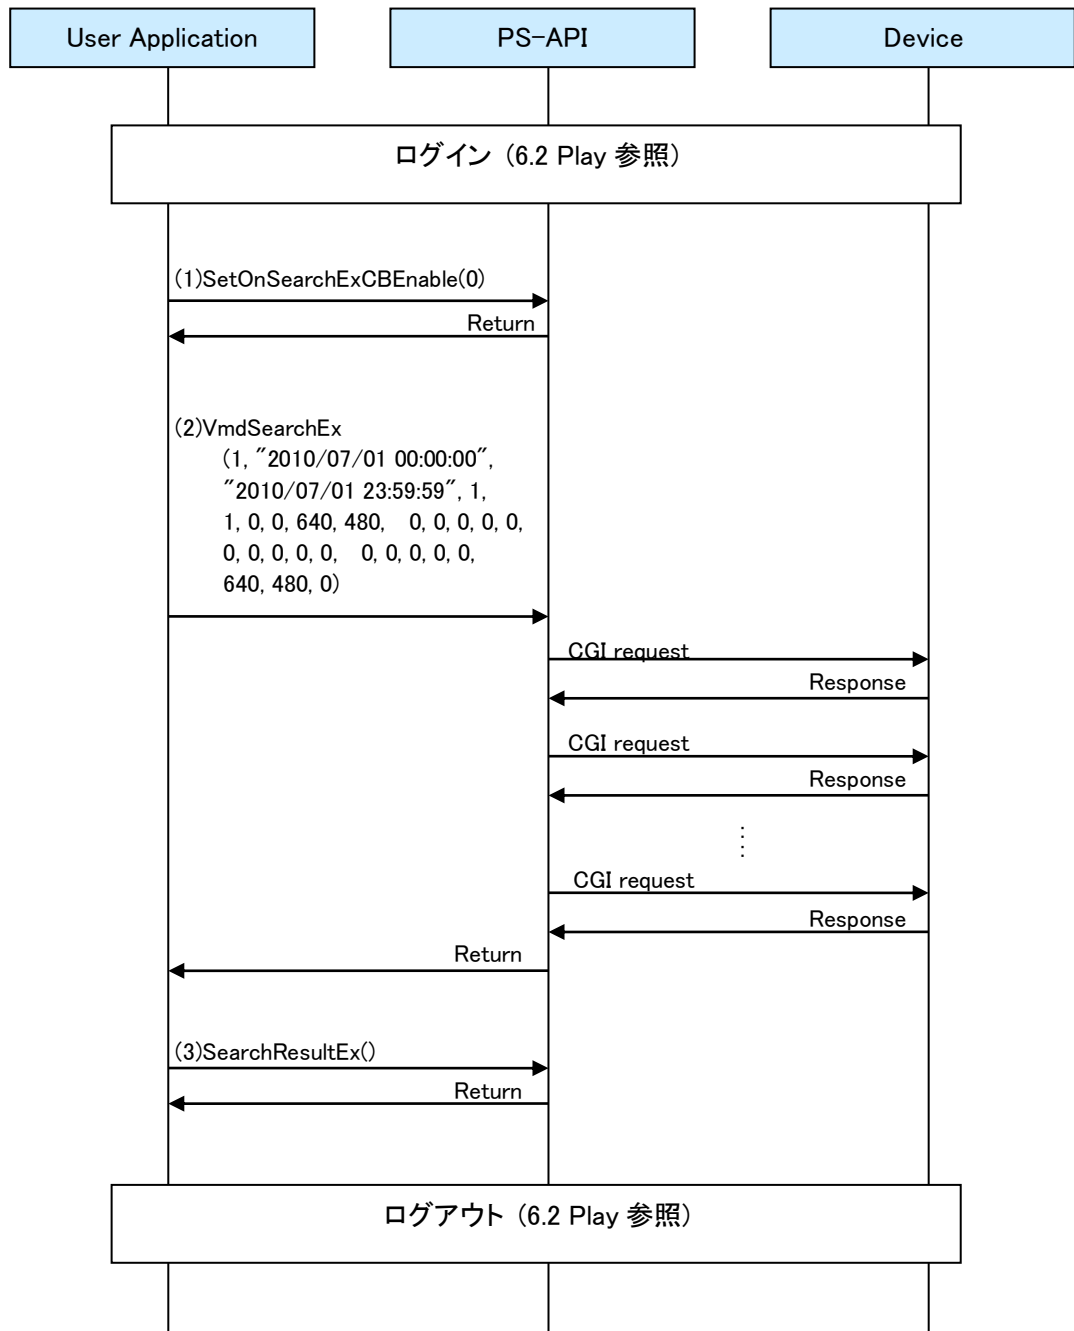 User Application
PS-API
Device
ログイン (6.2 Play 参照)
(1)SetOnSearchExCBEnable(0)
Return
(2)VmdSearchEx
(1, "2010/07/01 00:00:00",
"2010/07/01 23:59:59", 1,
1, 0, 0, 640, 480, 0, 0, 0, 0, 0,
0, 0, 0, 0, 0, 0, 0, 0, 0, 0,
640, 480, 0)
CGI request
Response
CGI request
Response
CGI request
Response
Return
(3)SearchResultEx()
Return
ログアウト (6.2 Play 参照)